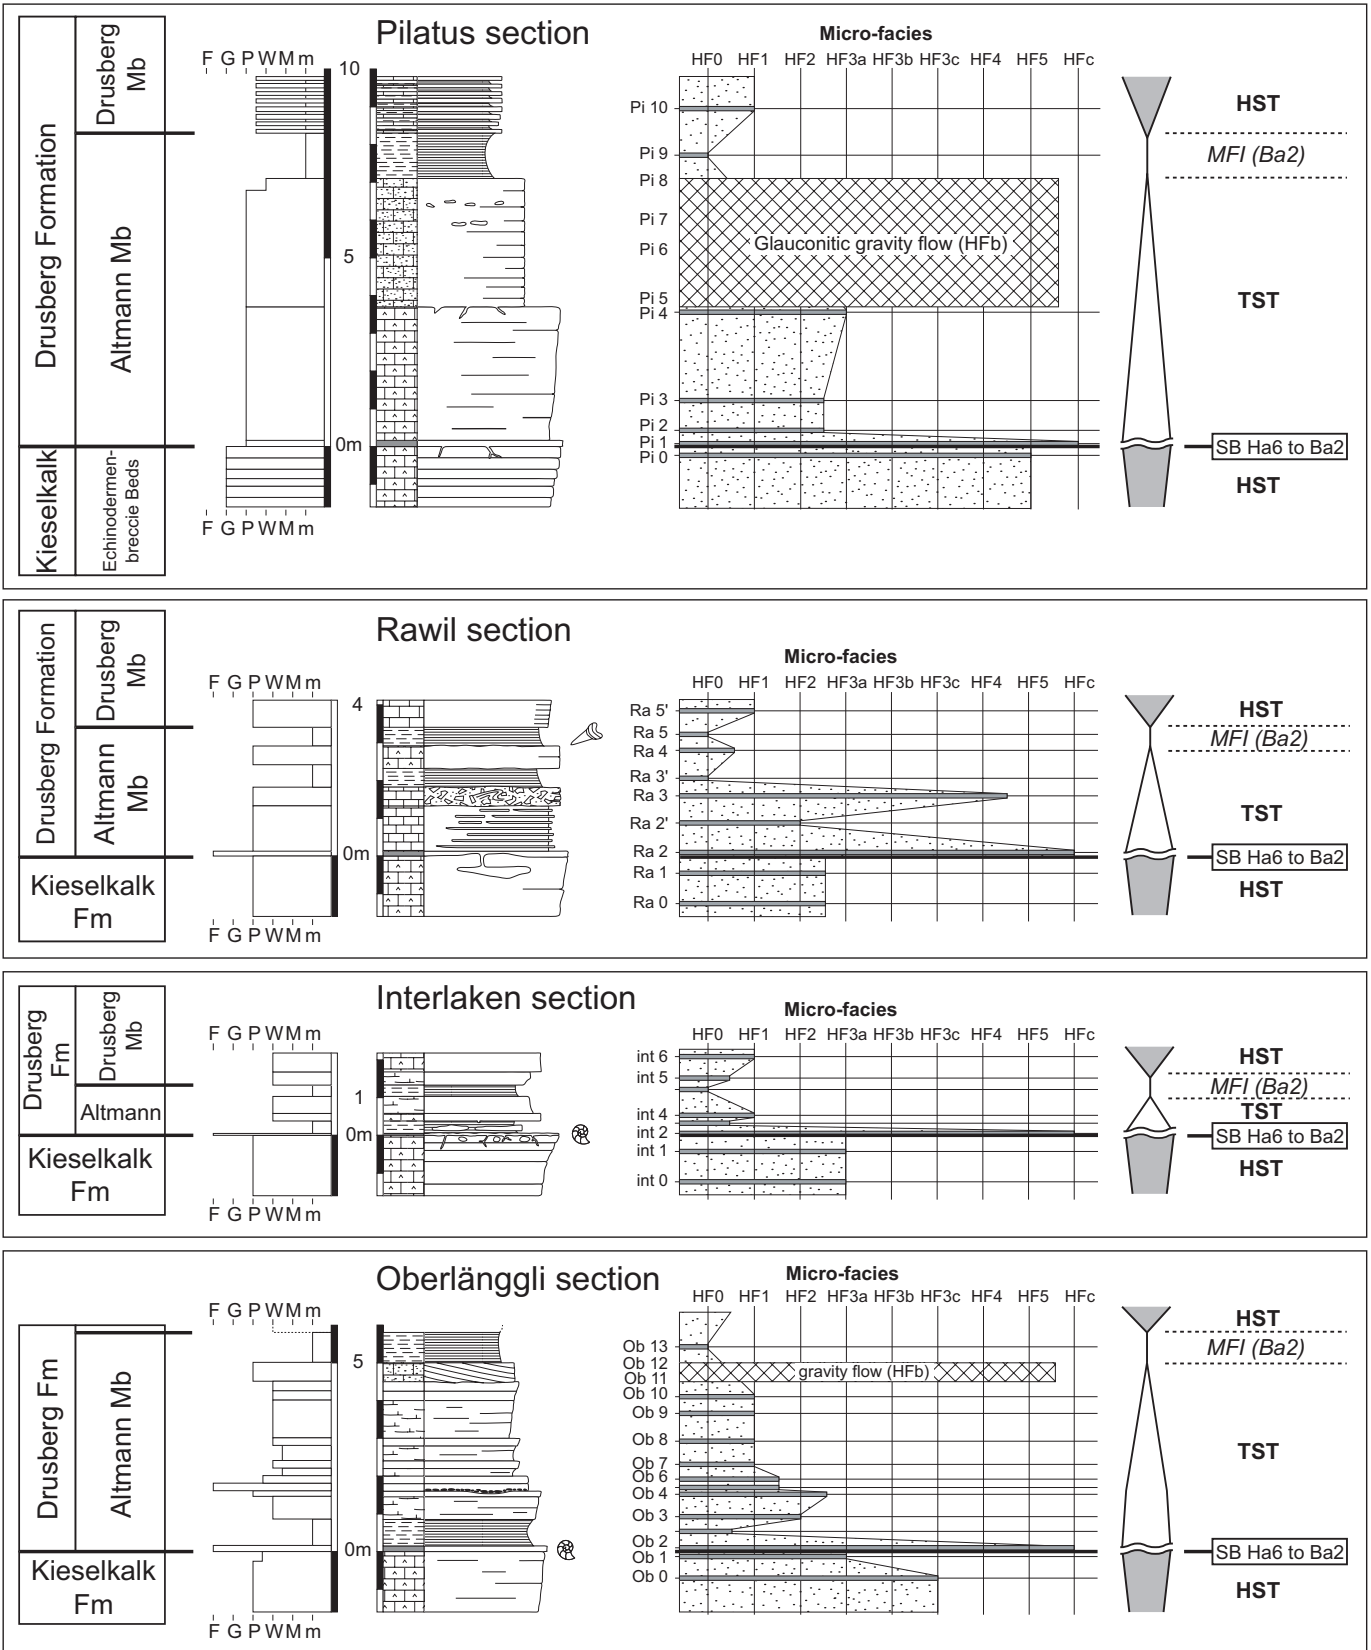 Pilatus section
Drusberg Formation
Drusberg
Mb
Altmann Mb
Kieselkalk
Echinodermen-
breccie Beds
F G P W M m
10
5
0m
F G P W M m
Micro-facies
HF0 HF1 HF2 HF3a HF3b HF3c HF4 HF5 HFc
Pi 10
Pi 9
Pi 8
Pi 7
Pi 6
Pi 5
Pi 4
Pi 3
Pi 2
Pi 1
Pi 0
Glauconitic gravity flow (HFb)
HST
MFI (Ba2)
TST
SB Ha6 to Ba2
HST
Rawil section
Drusberg Formation
Drusberg
Mb
Altmann
Mb
Kieselkalk
Fm
F G P W M m
4
0m
F G P W M m
Micro-facies
HF0 HF1 HF2 HF3a HF3b HF3c HF4 HF5 HFc
Ra 5'
Ra 5
Ra 4
Ra 3'
Ra 3
Ra 2'
Ra 2
Ra 1
Ra 0
HST
MFI (Ba2)
TST
SB Ha6 to Ba2
HST
Interlaken section
Drusberg
Fm
Drusberg
Mb
Altmann
Kieselkalk
Fm
F G P W M m
1
0m
F G P W M m
Micro-facies
HF0 HF1 HF2 HF3a HF3b HF3c HF4 HF5 HFc
int 6
int 5
int 4
int 2
int 1
int 0
HST
MFI (Ba2)
TST
SB Ha6 to Ba2
HST
Oberlänggli section
Drusberg Fm
Altmann Mb
Kieselkalk
Fm
F G P W M m
5
0m
F G P W M m
Micro-facies
HF0 HF1 HF2 HF3a HF3b HF3c HF4 HF5 HFc
Ob 13
Ob 12
Ob 11
Ob 10
Ob 9
Ob 8
Ob 7
Ob 6
Ob 4
Ob 3
Ob 2
Ob 1
Ob 0
gravity flow (HFb)
HST
MFI (Ba2)
TST
SB Ha6 to Ba2
HST